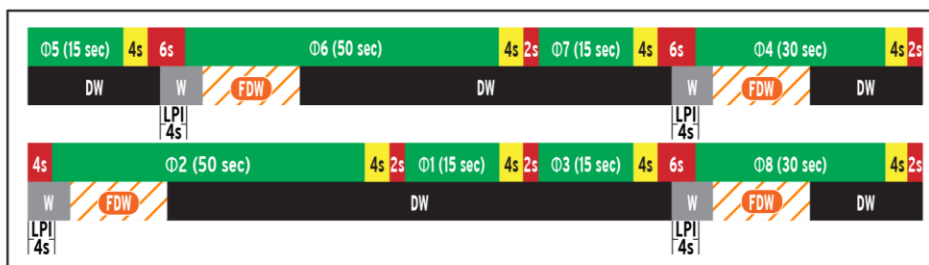 Φ5 (15 sec) 4s 6s Φ6 (50 sec) 4s 2s Φ7 (15 sec) 4s 6s Φ4 (30 sec) 4s 2s
DW W FDW DW W FDW DW
LPI LPI
4s 4s
4s Φ2 (50 sec) 4s 2s Φ1 (15 sec) 4s 2s Φ3 (15 sec) 4s 6s Φ8 (30 sec) 4s 2s
W FDW DW W FDW DW
LPI LPI
4s 4s